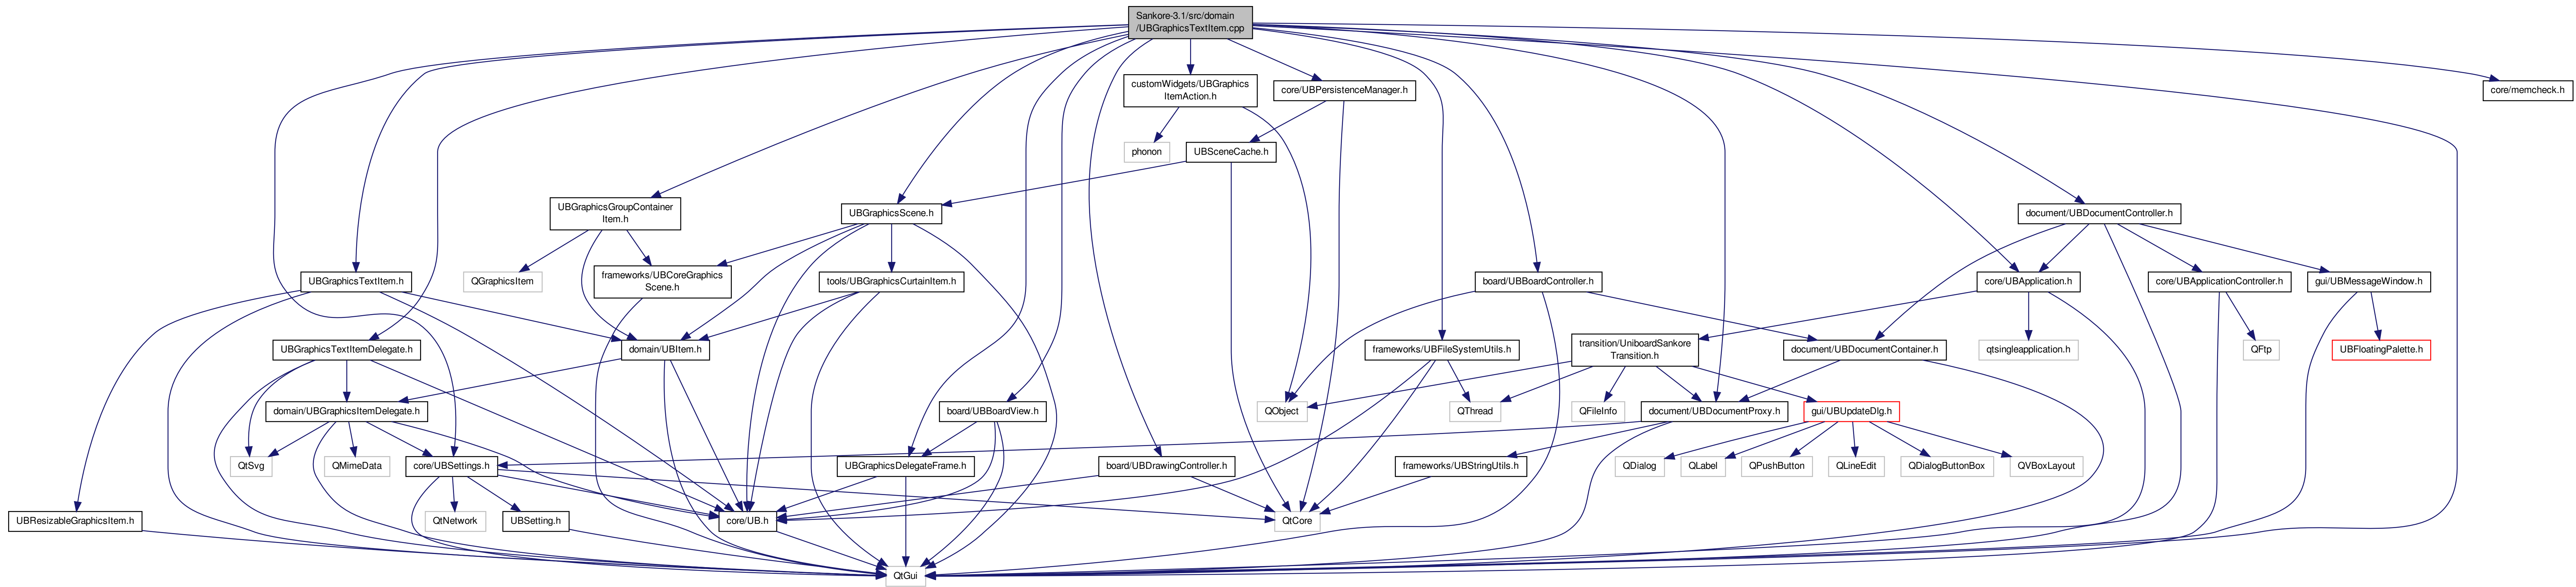 Sankore-3.1/src/domain
/UBGraphicsTextItem.cpp
customWidgets/UBGraphics
ItemAction.h
core/UBPersistenceManager.h
core/memcheck.h
phonon
UBSceneCache.h
UBGraphicsGroupContainer
Item.h
UBGraphicsScene.h
document/UBDocumentController.h
UBGraphicsTextItem.h
QGraphicsItem
frameworks/UBCoreGraphics
Scene.h
tools/UBGraphicsCurtainItem.h
board/UBBoardController.h
core/UBApplication.h
core/UBApplicationController.h
gui/UBMessageWindow.h
UBGraphicsTextItemDelegate.h
domain/UBItem.h
frameworks/UBFileSystemUtils.h
transition/UniboardSankore
Transition.h
document/UBDocumentContainer.h
qtsingleapplication.h
QFtp
UBFloatingPalette.h
domain/UBGraphicsItemDelegate.h
board/UBBoardView.h
QObject
QThread
QFileInfo
document/UBDocumentProxy.h
gui/UBUpdateDlg.h
QtSvg
QMimeData
core/UBSettings.h
UBGraphicsDelegateFrame.h
board/UBDrawingController.h
frameworks/UBStringUtils.h
QDialog
QLabel
QPushButton
QLineEdit
QDialogButtonBox
QVBoxLayout
UBResizableGraphicsItem.h
QtNetwork
UBSetting.h
core/UB.h
QtCore
QtGui